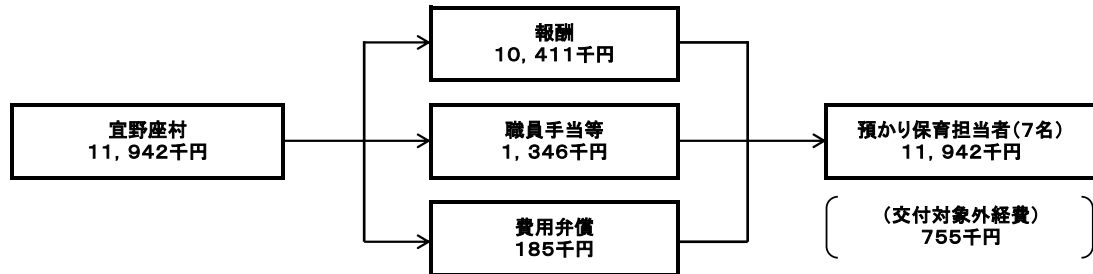 宜野座村
11,942千円
報酬
10,411千円
職員手当等
1,346千円
費用弁償
185千円
預かり保育担当者(7名)
11,942千円
(交付対象外経費)
755千円